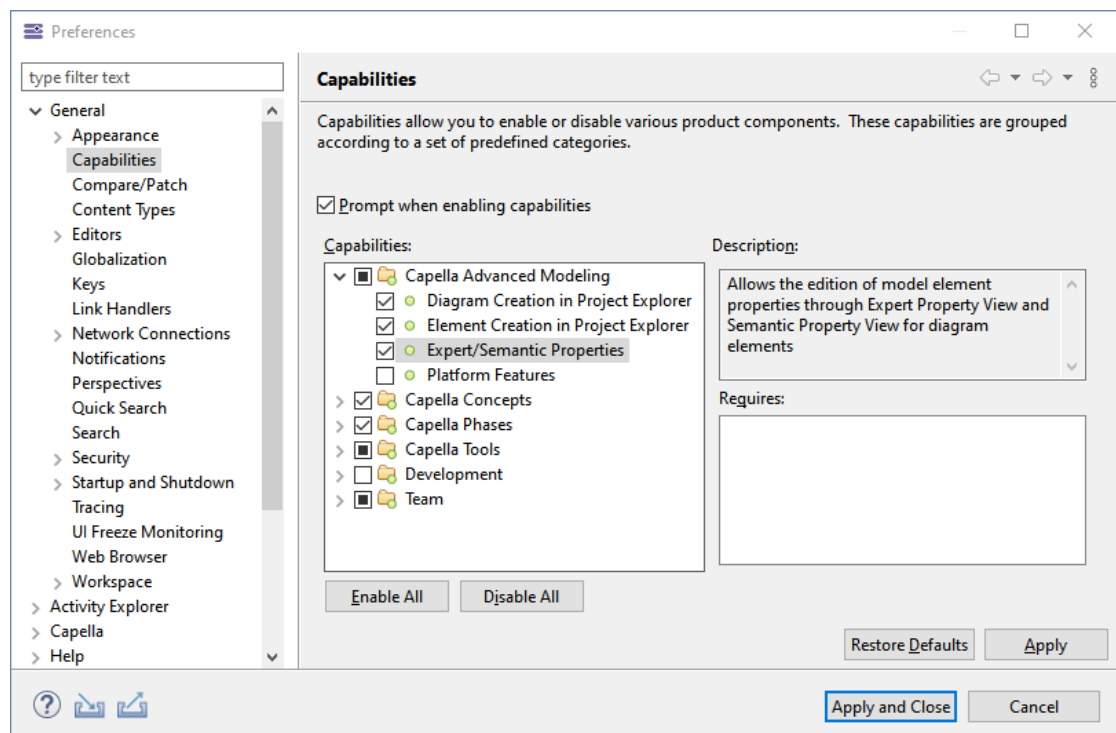 Preferences
type filter text
General
Appearance
Capabilities
Compare/Patch
Content Types
Editors
Globalization
Keys
Link Handlers
Network Connections
Notifications
Perspectives
Quick Search
Search
Security
Startup and Shutdown
Tracing
UI Freeze Monitoring
Web Browser
Workspace
Activity Explorer
Capella
Help
Capabilities
Capabilities allow you to enable or disable various product components.  These capabilities are grouped
according to a set of predefined categories.
Prompt when enabling capabilities
Capabilities:
Capella Advanced Modeling
Diagram Creation in Project Explorer
Element Creation in Project Explorer
Expert/Semantic Properties
Platform Features
Capella Concepts
Capella Phases
Capella Tools
Development
Team
Description:
Allows the edition of model element
properties through Expert Property View and
Semantic Property View for diagram
elements
Requires:
Enable All
Disable All
Restore Defaults
Apply
?
Apply and Close
Cancel